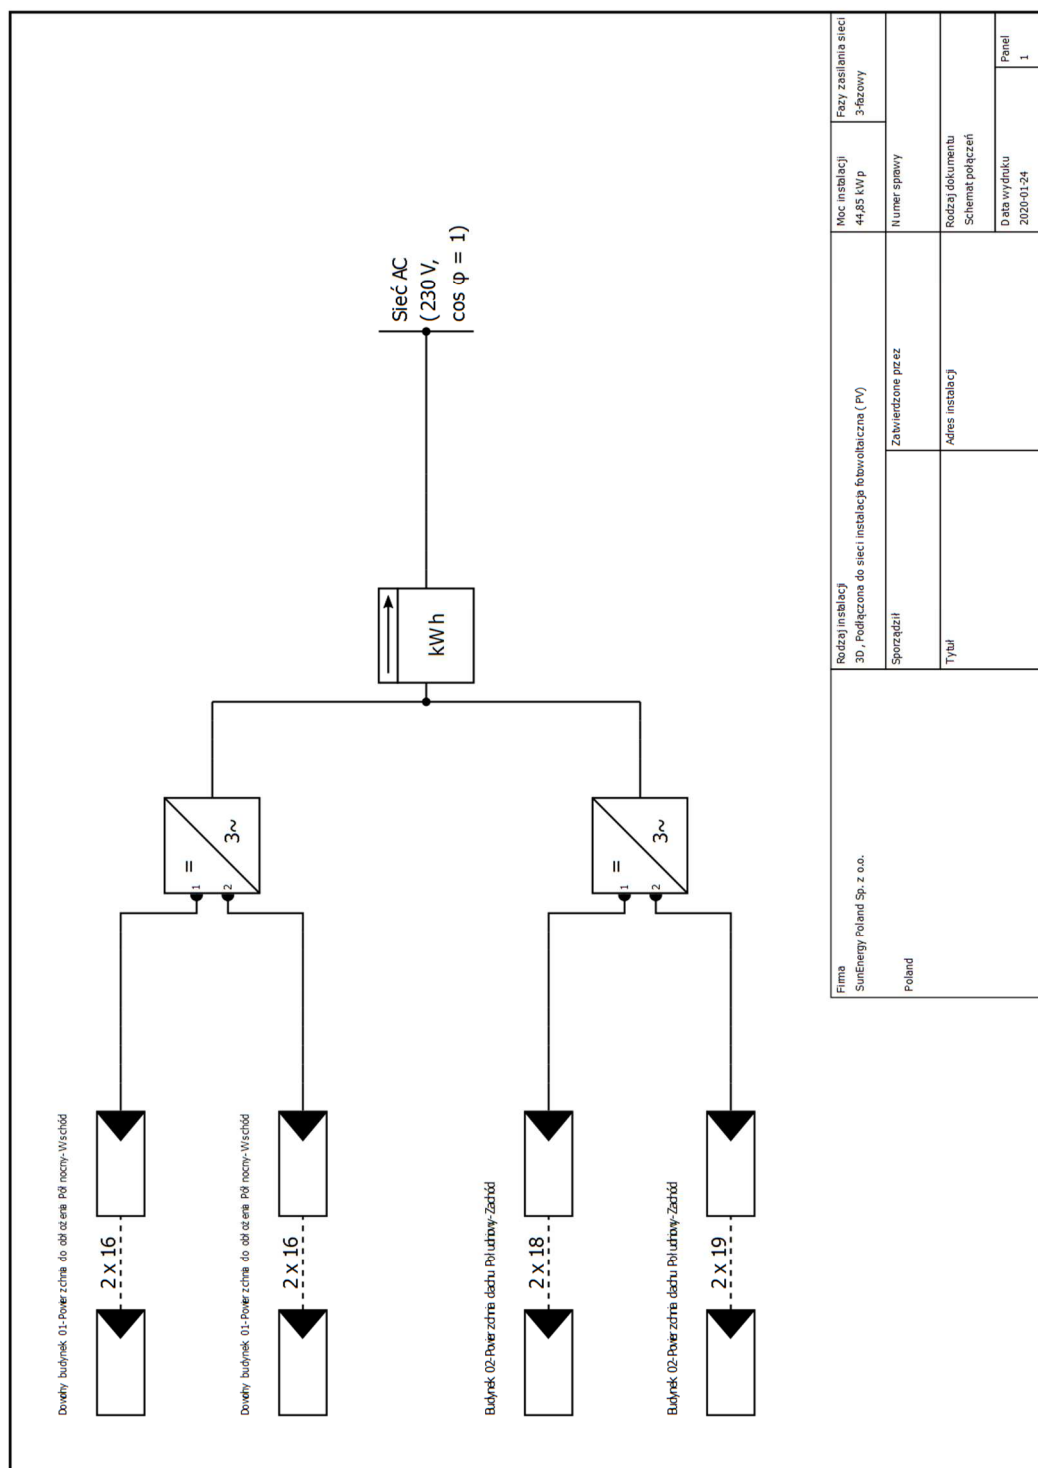 Dowolny budynek 01-Powierzchnia do obłożenia Północny-Wschód
2 x 16
Dowolny budynek 01-Powierzchnia do obłożenia Północny-Wschód
2 x 16
Budynek 02-Powierzchnia dachu Południowy-Zachód
2 x 18
Budynek 02-Powierzchnia dachu Południowy-Zachód
2 x 19
1
2
=
3~
1
2
=
3~
kWh
Sieć AC
(230 V,
cos φ = 1)
Firma
SunEnergy Poland Sp. z o.o.
Poland
Rodzaj instalacji
3D, Podłączona do sieci instalacja fotowoltaiczna (PV)
Moc instalacji
44,85 kWp
Fazy zasilania sieci
3-fazowy
Sporządził
Zatwierdzone przez
Numer sprawy
Tytuł
Adres instalacji
Rodzaj dokumentu
Schemat połączeń
Data wydruku
2020-01-24
Panel
1